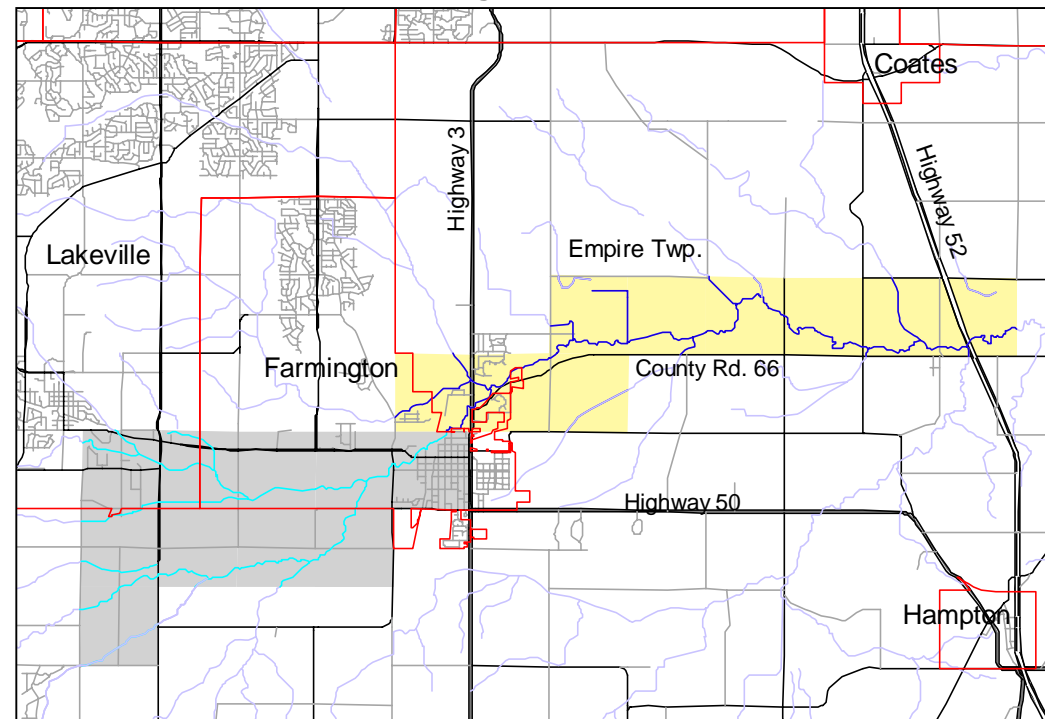 Coates
Highway 3
Highway 52
Empire Twp.
Lakeville
Farmington
County Rd. 66
Highway 50
Hampton